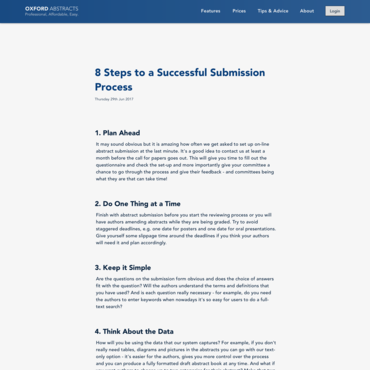 OXFORD ABSTRACTS
Professional. Affordable. Easy.
Features Prices Tips & Advice About Login
8 Steps to a Successful Submission
Process
Thursday 29th Jun 2017
1. Plan Ahead
It may sound obvious but it is amazing how often we get asked to set up on-line
abstract submission at the last minute. It's a good idea to contact us at least a
month before the call for papers goes out. This will give you time to fill out the
questionnaire and check the set-up and more importantly give your committee a
chance to go through the process and give their feedback - and committees being
what they are that can take time!
2. Do One Thing at a Time
Finish with abstract submission before you start the reviewing process or you will
have authors amending abstracts while they are being graded. Try to avoid
staggered deadlines, e.g. one date for posters and one date for oral presentations.
Give yourself some slippage time around the deadlines if you think your authors
will need it and plan accordingly.
3. Keep it Simple
Are the questions on the submission form obvious and does the choice of answers
fit with the question? Will the authors understand the terms and definitions that
you have used? And is each question really necessary - for example, do you need
the authors to enter keywords when nowadays it's so easy for users to do a full-
text search?
4. Think About the Data
How will you be using the data that our system captures? For example, if you don't
really need tables, diagrams and pictures in the abstracts you can go with our text-
only option - it's easier for the authors, gives you more control over the process
and you can produce a fully formatted draft abstract book at any time. And what if